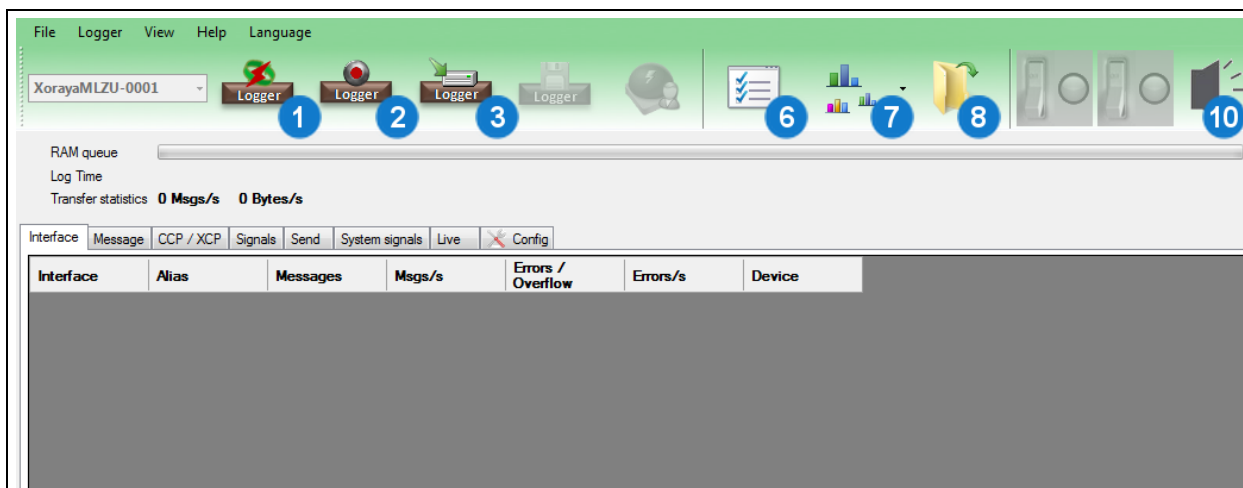 File Logger View Help Language
XorayaMLZU-0001
Logger 1 Logger 2 Logger 3 Logger 6 7 8 10
RAM queue
Log Time
Transfer statistics 0 Msgs/s 0 Bytes/s
Interface Message CCP / XCP Signals Send System signals Live Config
Interface Alias Messages Msgs/s Errors / Overflow Errors/s Device